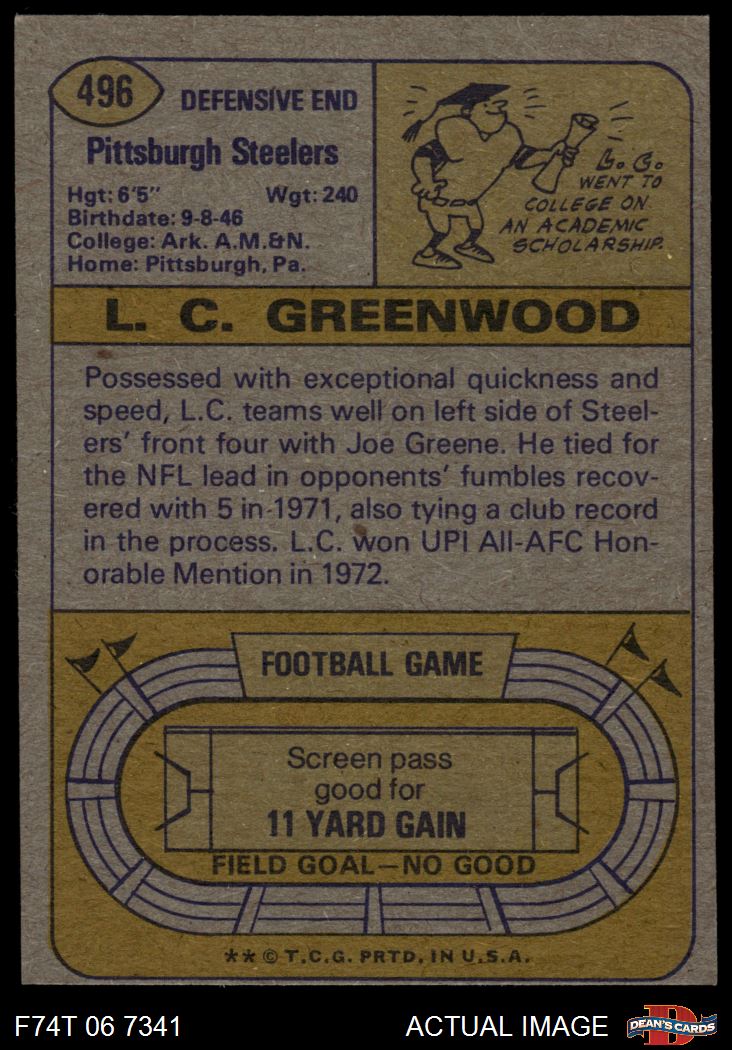 496
DEFENSIVE END
Pittsburgh Steelers
Hgt: 6'5" Wgt: 240
Birthdate: 9-8-46
College: Ark. A.M.&N.
Home: Pittsburgh, Pa.
L. C.
WENT TO
COLLEGE ON
AN ACADEMIC
SCHOLARSHIP.
L. C. GREENWOOD
Possessed with exceptional quickness and
speed, L.C. teams well on left side of Steel-
ers' front four with Joe Greene. He tied for
the NFL lead in opponents' fumbles recov-
ered with 5 in 1971, also tying a club record
in the process. L.C. won UPI All-AFC Hon-
orable Mention in 1972.
FOOTBALL GAME
Screen pass
good for
11 YARD GAIN
FIELD GOAL—NO GOOD
** © T.C.G. PRTD. IN U.S.A.
F74T 06 7341 ACTUAL IMAGE
D
DEAN'S CARDS